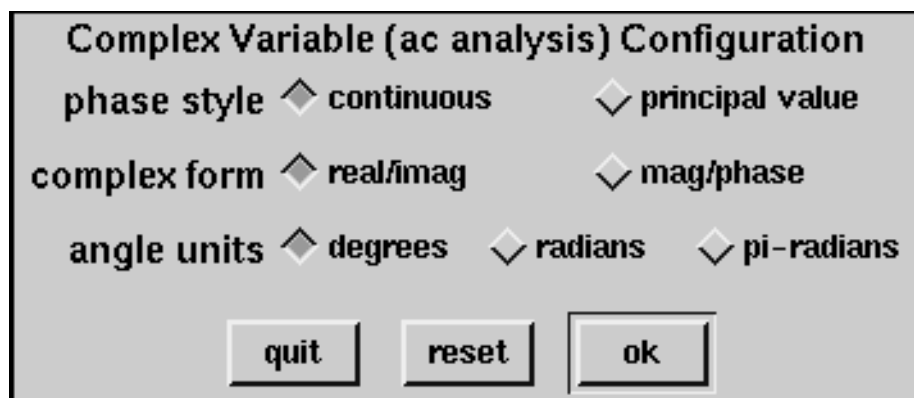 Complex Variable (ac analysis) Configuration
phase style continuous principal value
complex form real/imag mag/phase
angle units degrees radians pi-radians
quit reset ok